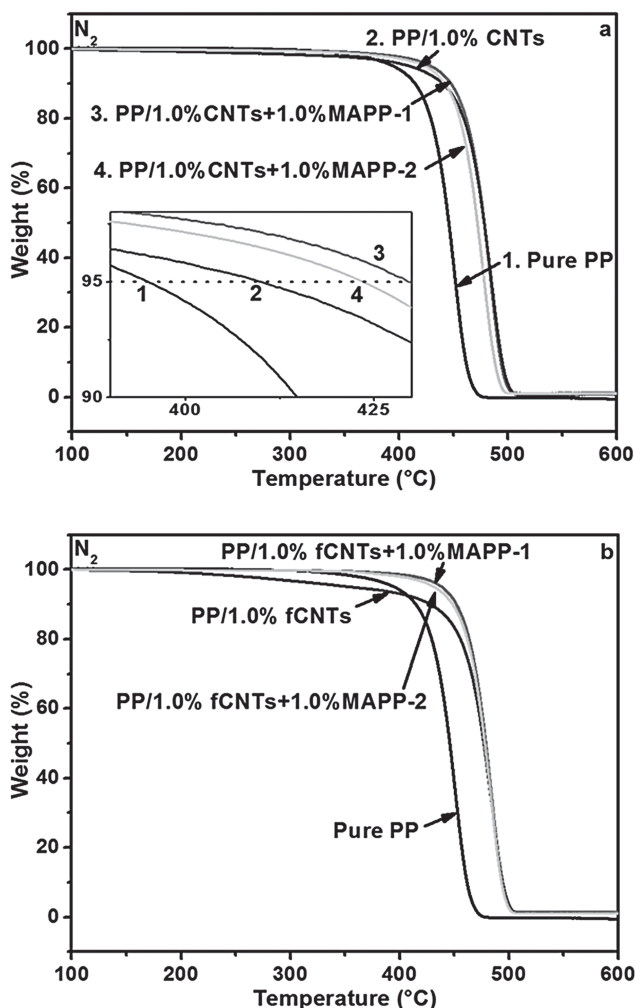 N2
a
100
2. PP/1.0% CNTs
80
3. PP/1.0%CNTs+1.0%MAPP-1
4. PP/1.0%CNTs+1.0%MAPP-2
60
40
20
0
Weight (%)
3
95
1
2
4
90
400
425
1. Pure PP
100
200
300
400
500
600
Temperature (°C)
N2
b
PP/1.0% fCNTs+1.0%MAPP-1
100
PP/1.0% fCNTs
80
PP/1.0% fCNTs+1.0%MAPP-2
60
40
Pure PP
20
0
Weight (%)
100
200
300
400
500
600
Temperature (°C)